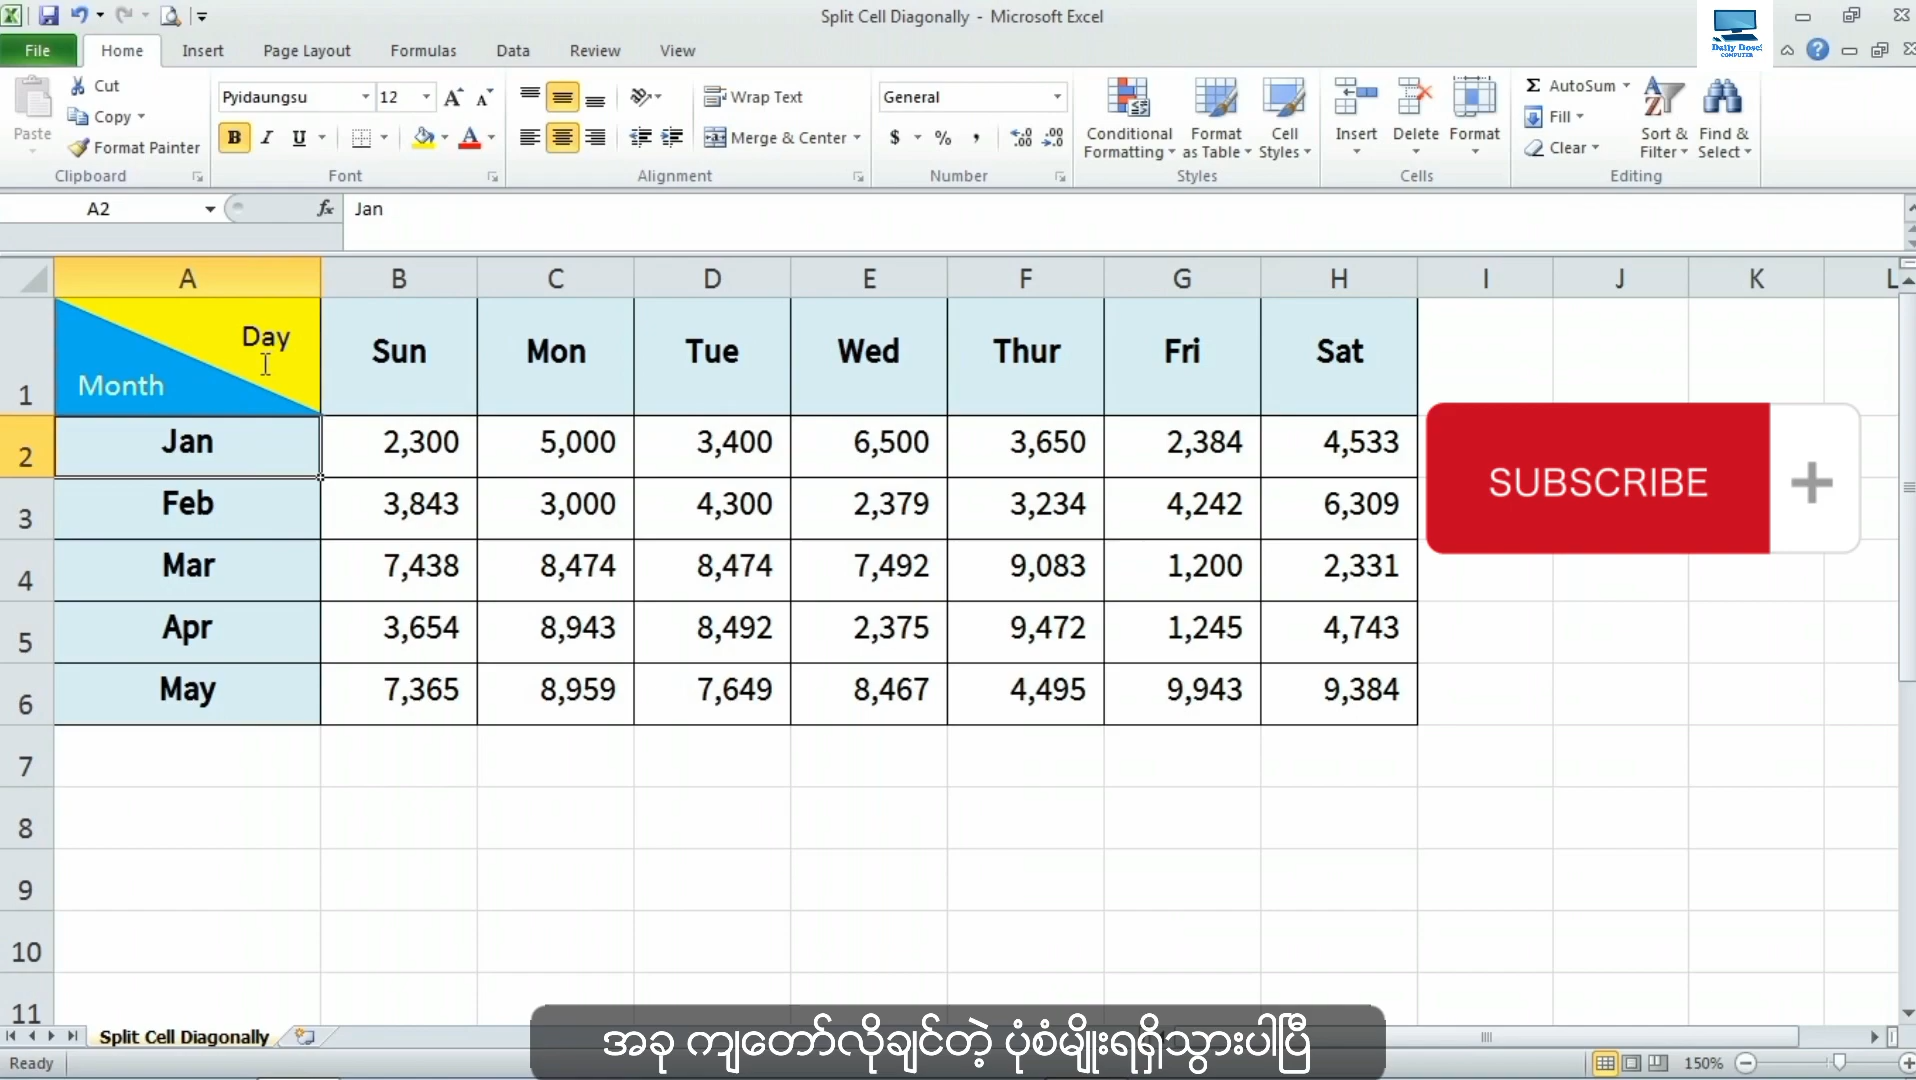 Split Cell Diagonally - Microsoft Excel
Daily Dose!
COMPUTER
File Home Insert Page Layout Formulas Data Review View
Paste
Cut
Copy
Format Painter
Clipboard
Pyidaungsu 12
B I U
Font
Wrap Text
Merge & Center
Alignment
General
$ % ,
Number
Conditional Formatting
Format as Table
Cell Styles
Styles
Insert Delete Format
Cells
Σ AutoSum
Fill
Clear
Sort & Filter
Find & Select
Editing
A2 fx Jan
A B C D E F G H I J K L
1 Day Month Sun Mon Tue Wed Thur Fri Sat
2 Jan 2,300 5,000 3,400 6,500 3,650 2,384 4,533
3 Feb 3,843 3,000 4,300 2,379 3,234 4,242 6,309
4 Mar 7,438 8,474 8,474 7,492 9,083 1,200 2,331
5 Apr 3,654 8,943 8,492 2,375 9,472 1,245 4,743
6 May 7,365 8,959 7,649 8,467 4,495 9,943 9,384
SUBSCRIBE +
7
8
9
10
11
Split Cell Diagonally
အခု ကျတော်လိုချင်တဲ့ ပုံစံမျိုးရရှိသွားပါပြီ
Ready 150%